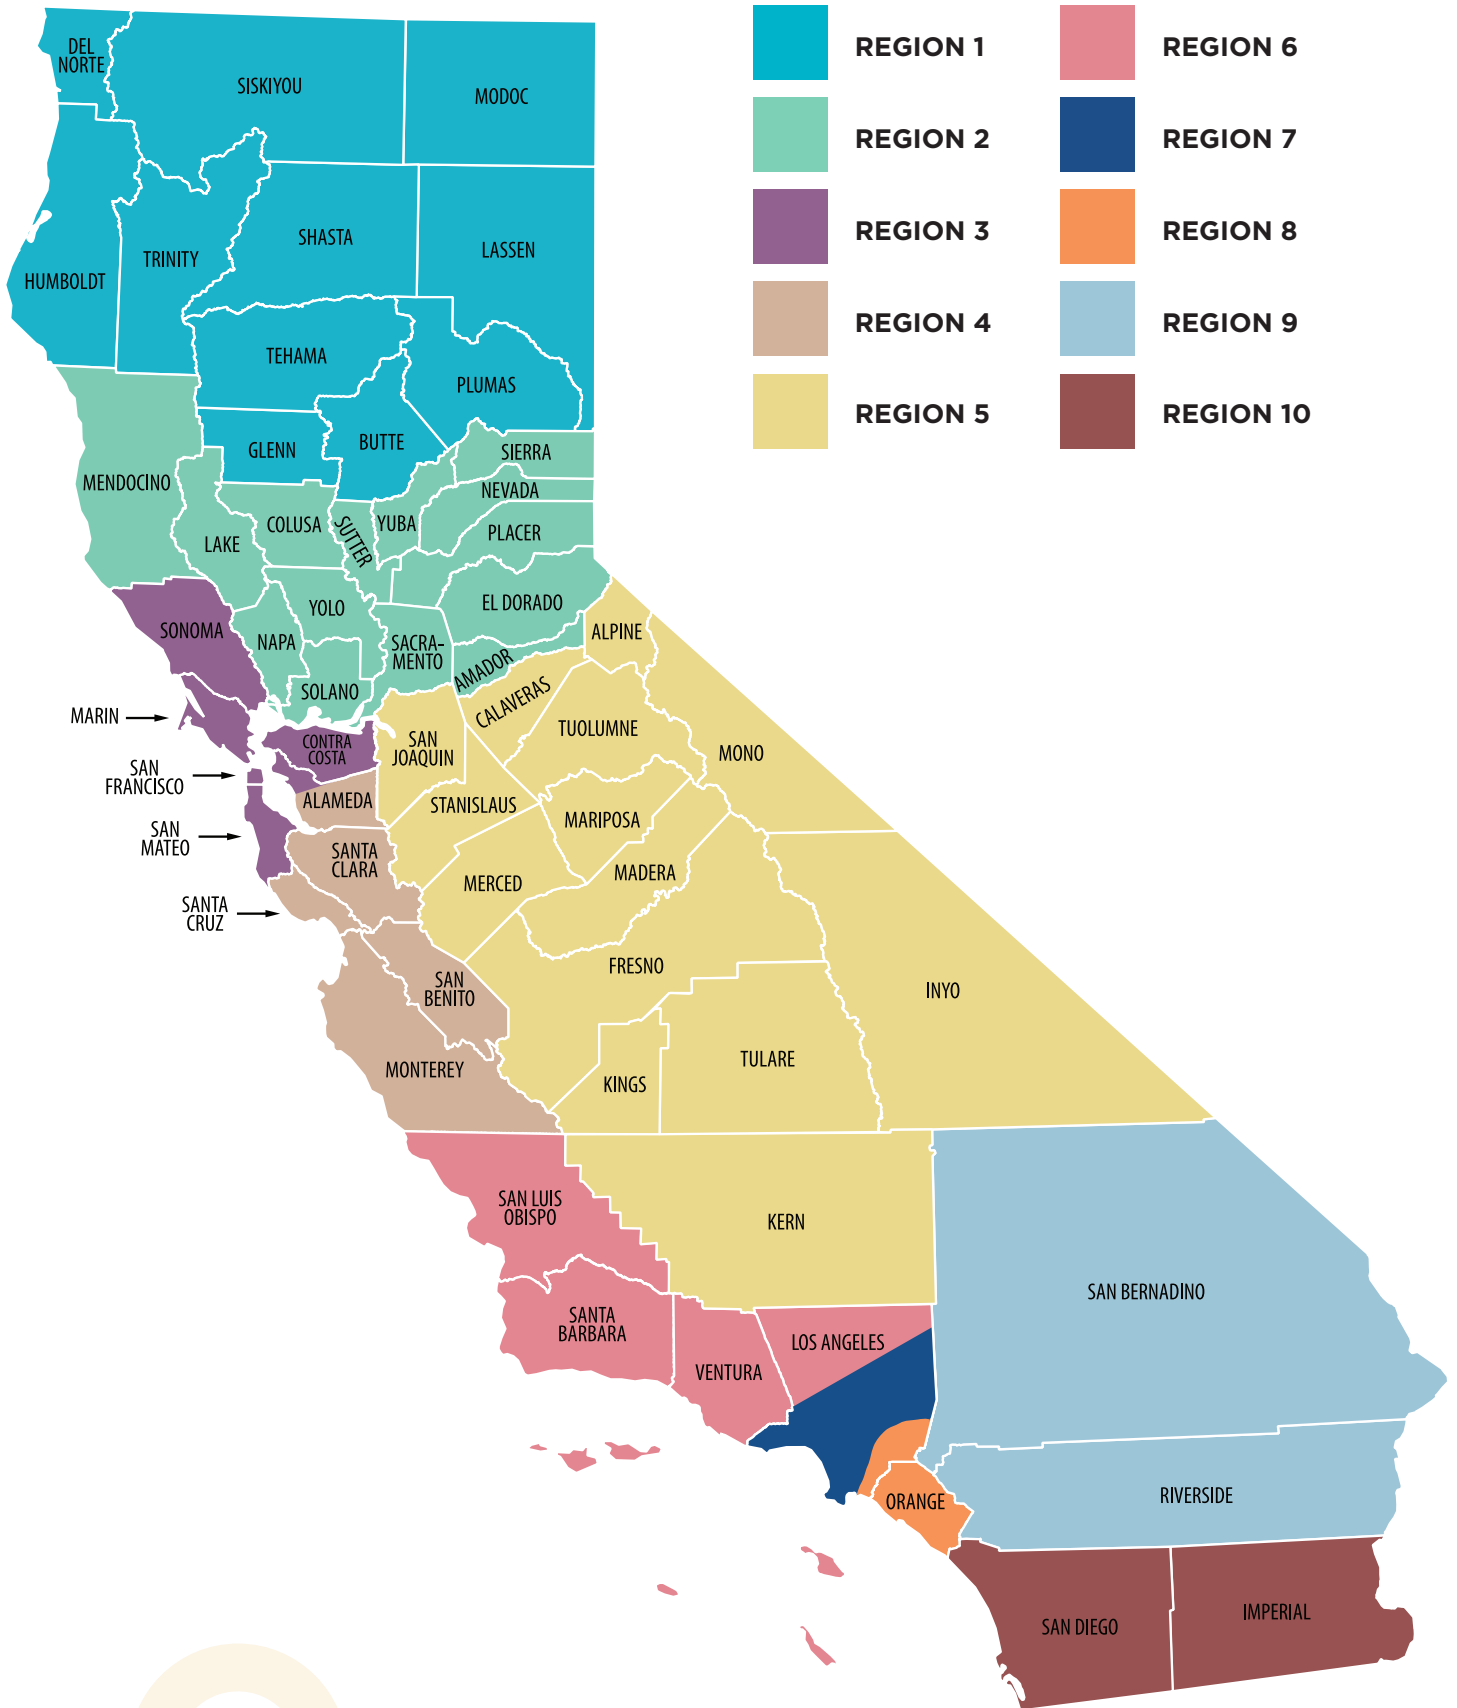 REGION 1
REGION 2
REGION 3
REGION 4
REGION 5
REGION 6
REGION 7
REGION 8
REGION 9
REGION 10
DEL
NORTE
SISKIYOU
MODOC
HUMBOLDT
TRINITY
SHASTA
LASSEN
TEHAMA
PLUMAS
GLENN
BUTTE
SIERRA
MENDOCINO
NEVADA
COLUSA
SUTTER
YUBA
PLACER
LAKE
YOLO
EL DORADO
SONOMA
NAPA
SACRA-
MENTO
ALPINE
AMADOR
SOLANO
CALAVERAS
MARIN
TUOLUMNE
CONTRA
COSTA
SAN
JOAQUIN
MONO
SAN
FRANCISCO
ALAMEDA
STANISLAUS
MARIPOSA
SAN
MATEO
SANTA
CLARA
MERCED
MADERA
SANTA
CRUZ
FRESNO
SAN
BENITO
INYO
MONTEREY
KINGS
TULARE
SAN LUIS
OBISPO
KERN
SAN BERNADINO
SANTA
BARBARA
VENTURA
LOS ANGELES
ORANGE
RIVERSIDE
SAN DIEGO
IMPERIAL